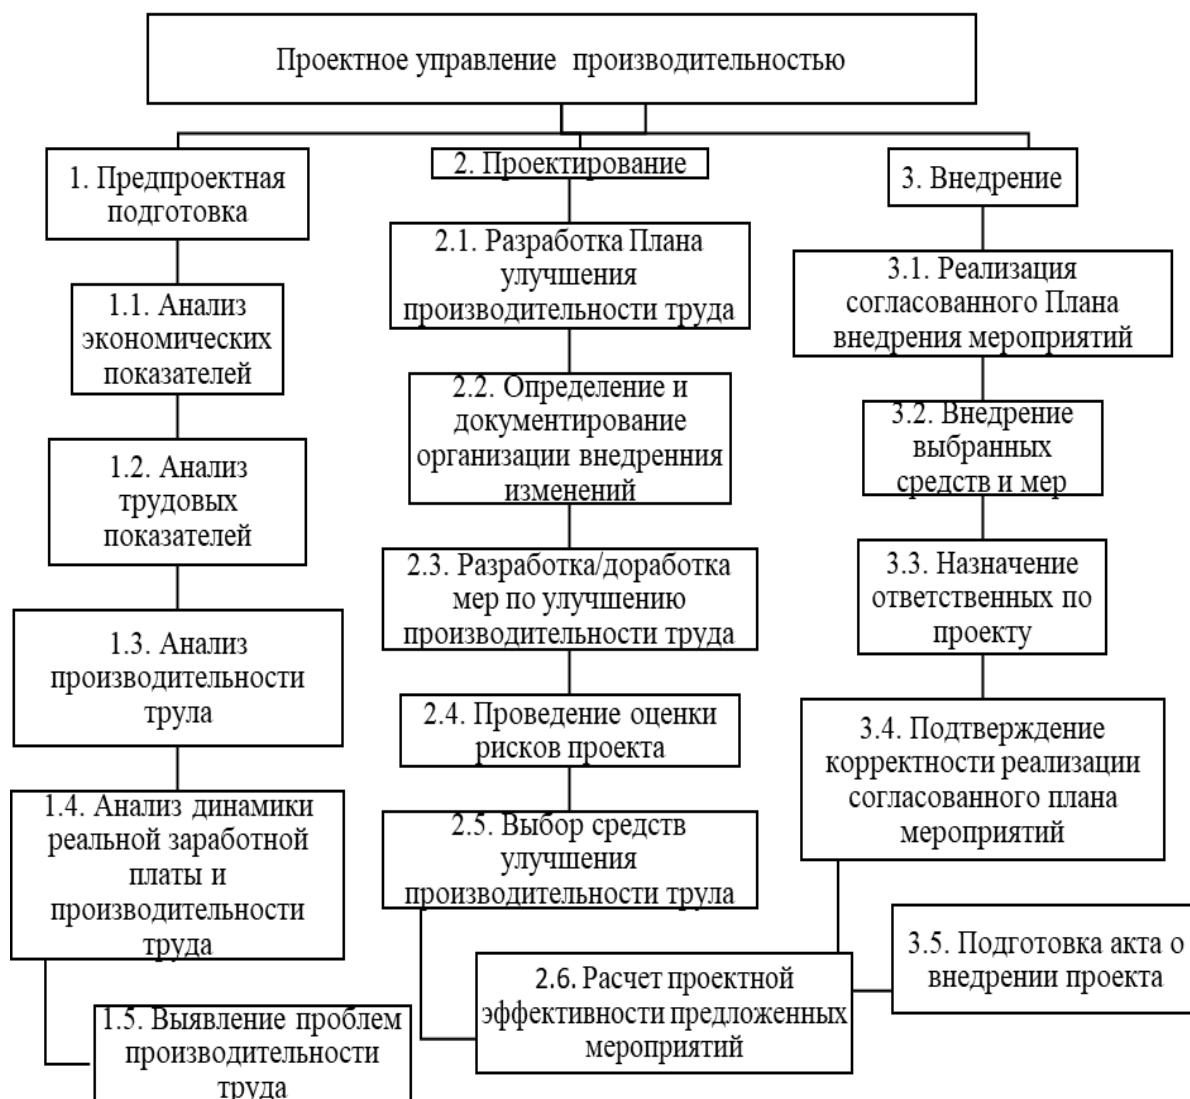 Проектное управление производительностью
1. Предпроектная
подготовка
1.1. Анализ
экономических
показателей
1.2. Анализ
трудовых
показателей
1.3. Анализ
производительности
трула
1.4. Анализ динамики
реальной заработной
платы и
производительности
труда
1.5. Выявление проблем
производительности
труда
2. Проектирование
2.1. Разработка Плана
улучшения
производительности труда
2.2. Определение и
документирование
организации внедренния
изменений
2.3. Разработка/доработка
мер по улучшению
производительности труда
2.4. Проведение оценки
рисков проекта
2.5. Выбор средств
улучшения
производительности трула
2.6. Расчет проектной
эффективности предложенных
мероприятий
3. Внедрение
3.1. Реализация
согласованного Плана
внедрения мероприятий
3.2. Внедрение
выбранных
средств и мер
3.3. Назначение
ответственных по
проекту
3.4. Подтверждение
корректности реализации
согласованного плана
мероприятий
3.5. Подготовка акта о
внедрении проекта